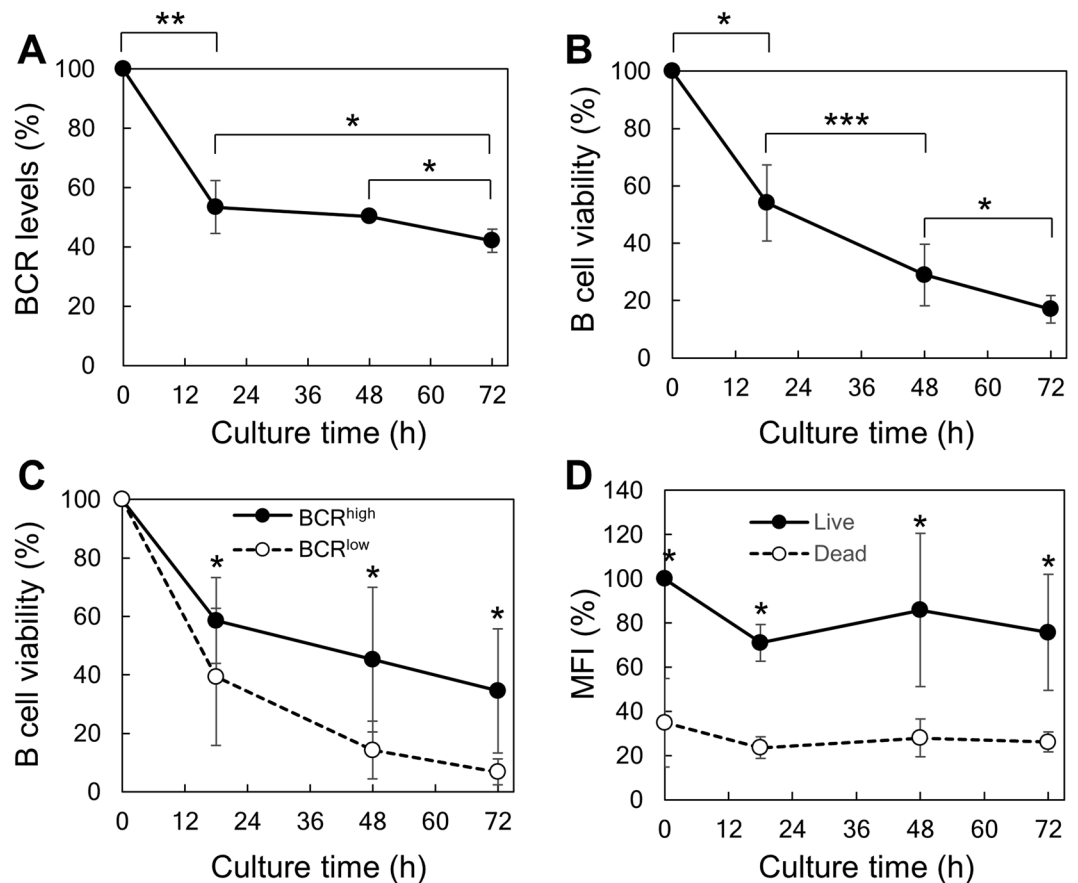 A
**
*
*
BCR levels (%)
100
80
60
40
20
0
0 12 24 36 48 60 72
Culture time (h)
B
*
***
*
B cell viability (%)
100
80
60
40
20
0
0 12 24 36 48 60 72
Culture time (h)
C
BCRhigh
BCRlow
*
*
*
B cell viability (%)
100
80
60
40
20
0
0 12 24 36 48 60 72
Culture time (h)
D
Live
Dead
*
*
*
*
MFI (%)
140
120
100
80
60
40
20
0
0 12 24 36 48 60 72
Culture time (h)